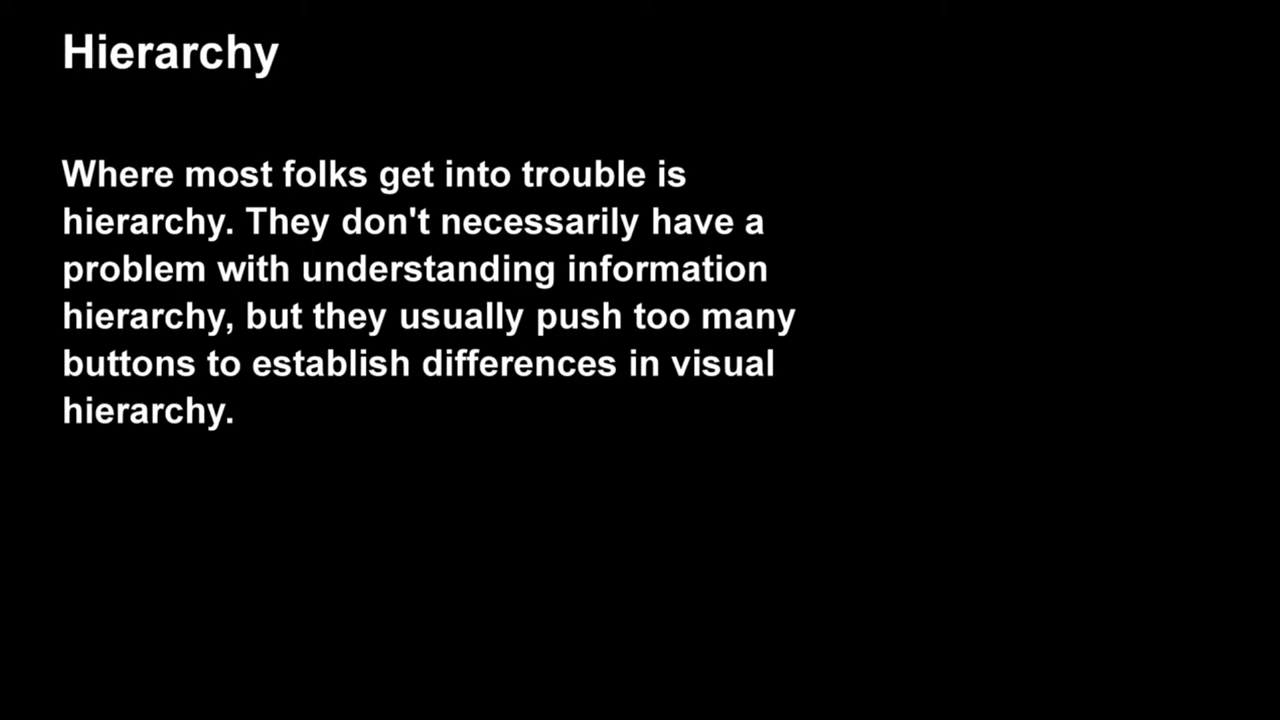 Hierarchy
Where most folks get into trouble is
hierarchy. They don't necessarily have a
problem with understanding information
hierarchy, but they usually push too many
buttons to establish differences in visual
hierarchy.